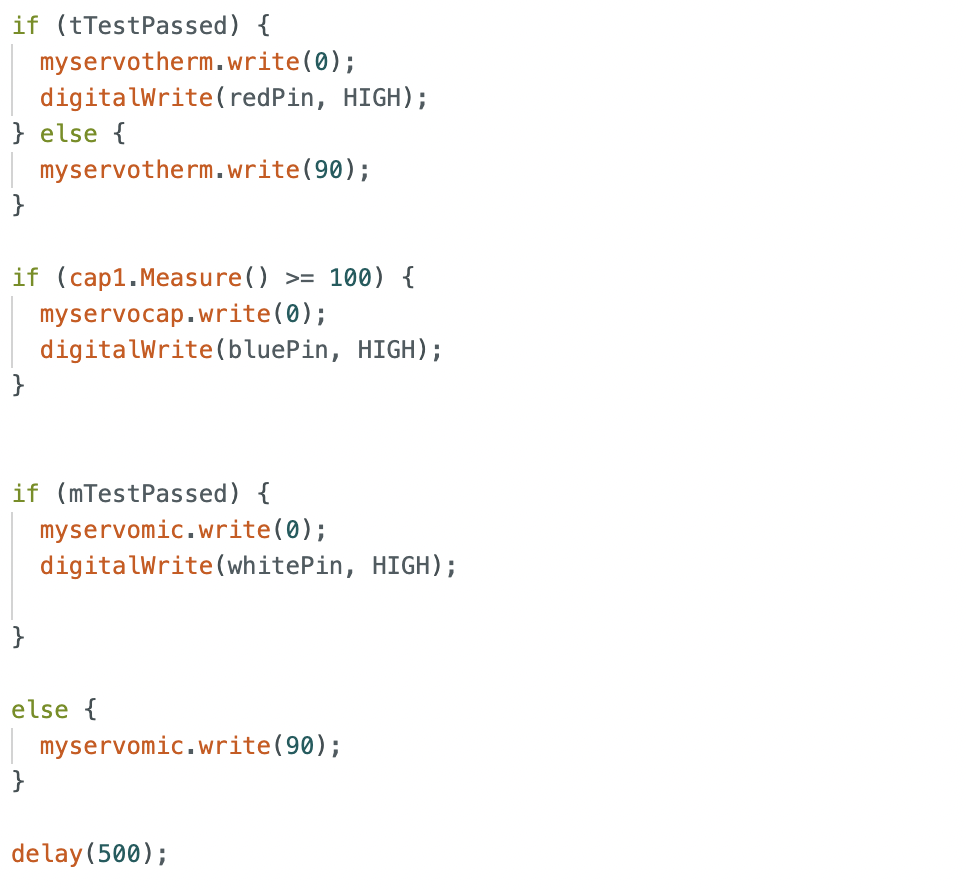 if (tTestPassed) {
  myservotherm.write(0);
  digitalWrite(redPin, HIGH);
} else {
  myservotherm.write(90);
}

if (cap1.Measure() >= 100) {
  myservocap.write(0);
  digitalWrite(bluePin, HIGH);
}

if (mTestPassed) {
  myservomic.write(0);
  digitalWrite(whitePin, HIGH);

}

else {
  myservomic.write(90);
}

delay(500);